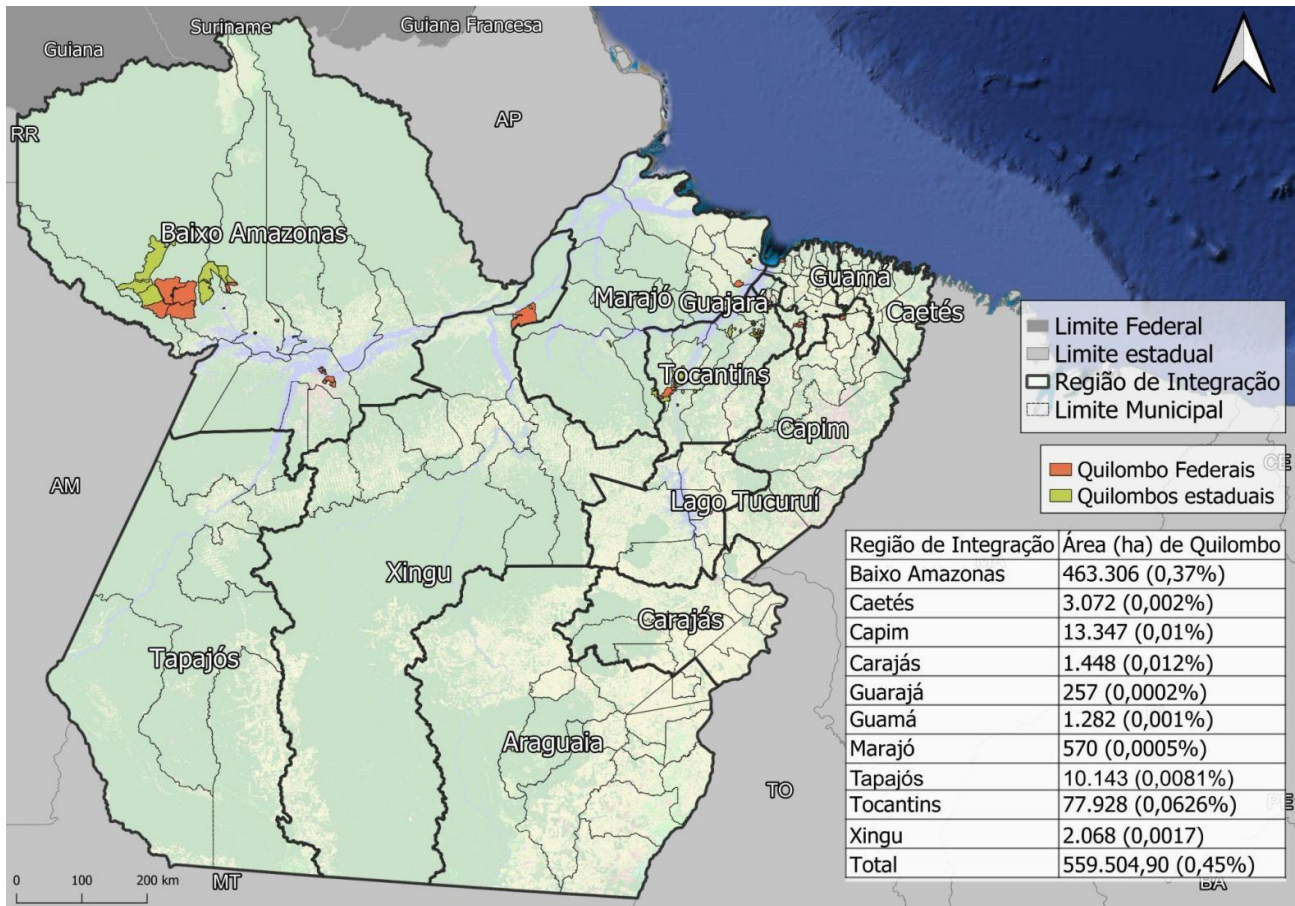 Suriname
Guiana Francesa
Guiana
RR
AP
Baixo Amazonas
Guamá
Marajó
Guajará
Caetés
Tocantins
Capim
AM
Lago Tucuruí
Xingu
Carajás
Tapajós
Araguaia
TO
MT
0 100 200 km
Limite Federal
Limite estadual
Região de Integração
Limite Municipal
CE
Quilombo Federais
Quilombos estaduais
Região de Integração Área (ha) de Quilombo
MA
Baixo Amazonas 463.306 (0,37%)
Caetés 3.072 (0,002%)
Capim 13.347 (0,01%)
Carajás 1.448 (0,012%)
Guarajá 257 (0,0002%)
Guamá 1.282 (0,001%)
Marajó 570 (0,0005%)
Tapajós 10.143 (0,0081%)
Tocantins 77.928 (0,0626%)
Xingu 2.068 (0,0017)
Total 559.504,90 (0,45%)
BA